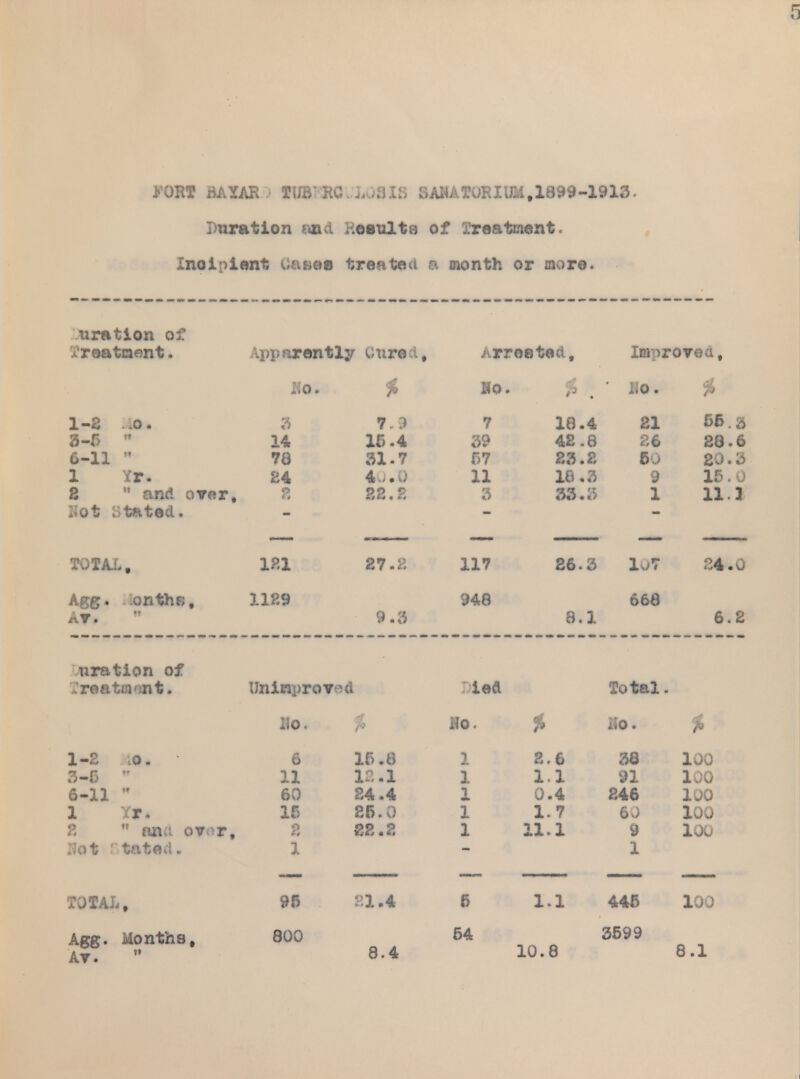 5
FORT BAYARD TUBERCULOSIS SANATORIUM,1899-1913.
Duration and Results of Treatment.
Incipient Cases treated a month or more.
Duration of
Treatment. Apparently Cured, Arrested, Improved,
No. % No. % . No. %
1-2 Mo. 3 7.9 7 18.4 21 55.3
3-5 " 14 15.4 39 42.8 26 28.6
6-11 " 78 31.7 57 23.2 50 20.3
1 Yr. 24 40.0 11 18.3 9 15.0
2 " and over, 2 22.2 3 33.3 1 11.1
Not Stated. - - -
TOTAL, 121 27.2 117 26.3 107 24.0
Agg. Months, 1129 948 668
Av. " 9.3 8.1 6.2
Duration of
Treatment. Unimproved Died Total.
No. % No. % No. %
1-2 Mo. 6 15.8 1 2.6 38 100
3-5 " 11 12.1 1 1.1 91 100
6-11 " 60 24.4 1 0.4 246 100
1 Yr. 15 25.0 1 1.7 60 100
2 " and over, 2 22.2 1 11.1 9 100
Not Stated. 1 - 1
TOTAL, 95 21.4 5 1.1 445 100
Agg. Months, 800 54 3599
Av. " 8.4 10.8 8.1